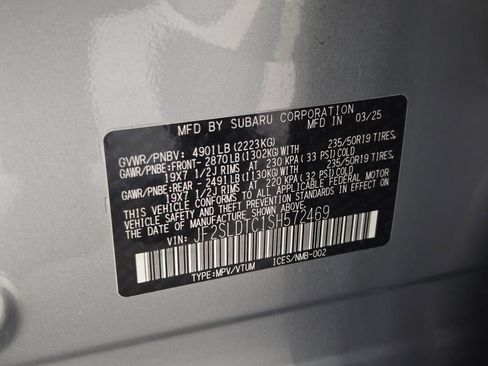 MFD BY SUBARU CORPORATION IN 03/25
GVWR/PNBV: 4901LB (2223KG)
GAWR/PNBE:FRONT- 2870LB(1302KG)WITH 235/50R19 TIRES,
19X7 1/2J RIMS AT 230 KPA(33 PSI)COLD
GAWR/PNBE:REAR - 2491LB(1130KG)WITH 235/50R19 TIRES,
19X7 1/2J RIMS AT 220 KPA(32 PSI)COLD
THIS VEHICLE CONFORMS TO ALL APPLICABLE FEDERAL MOTOR
VEHICLE SAFETY AND THEFT PREVENTION STANDARDS IN EFFECT ON
THE DATE OF MANUFACTURE SHOWN ABOVE.
VIN: JF2SLDTC1SH572469
TYPE:MPV/VTUM ICES/NMB-002